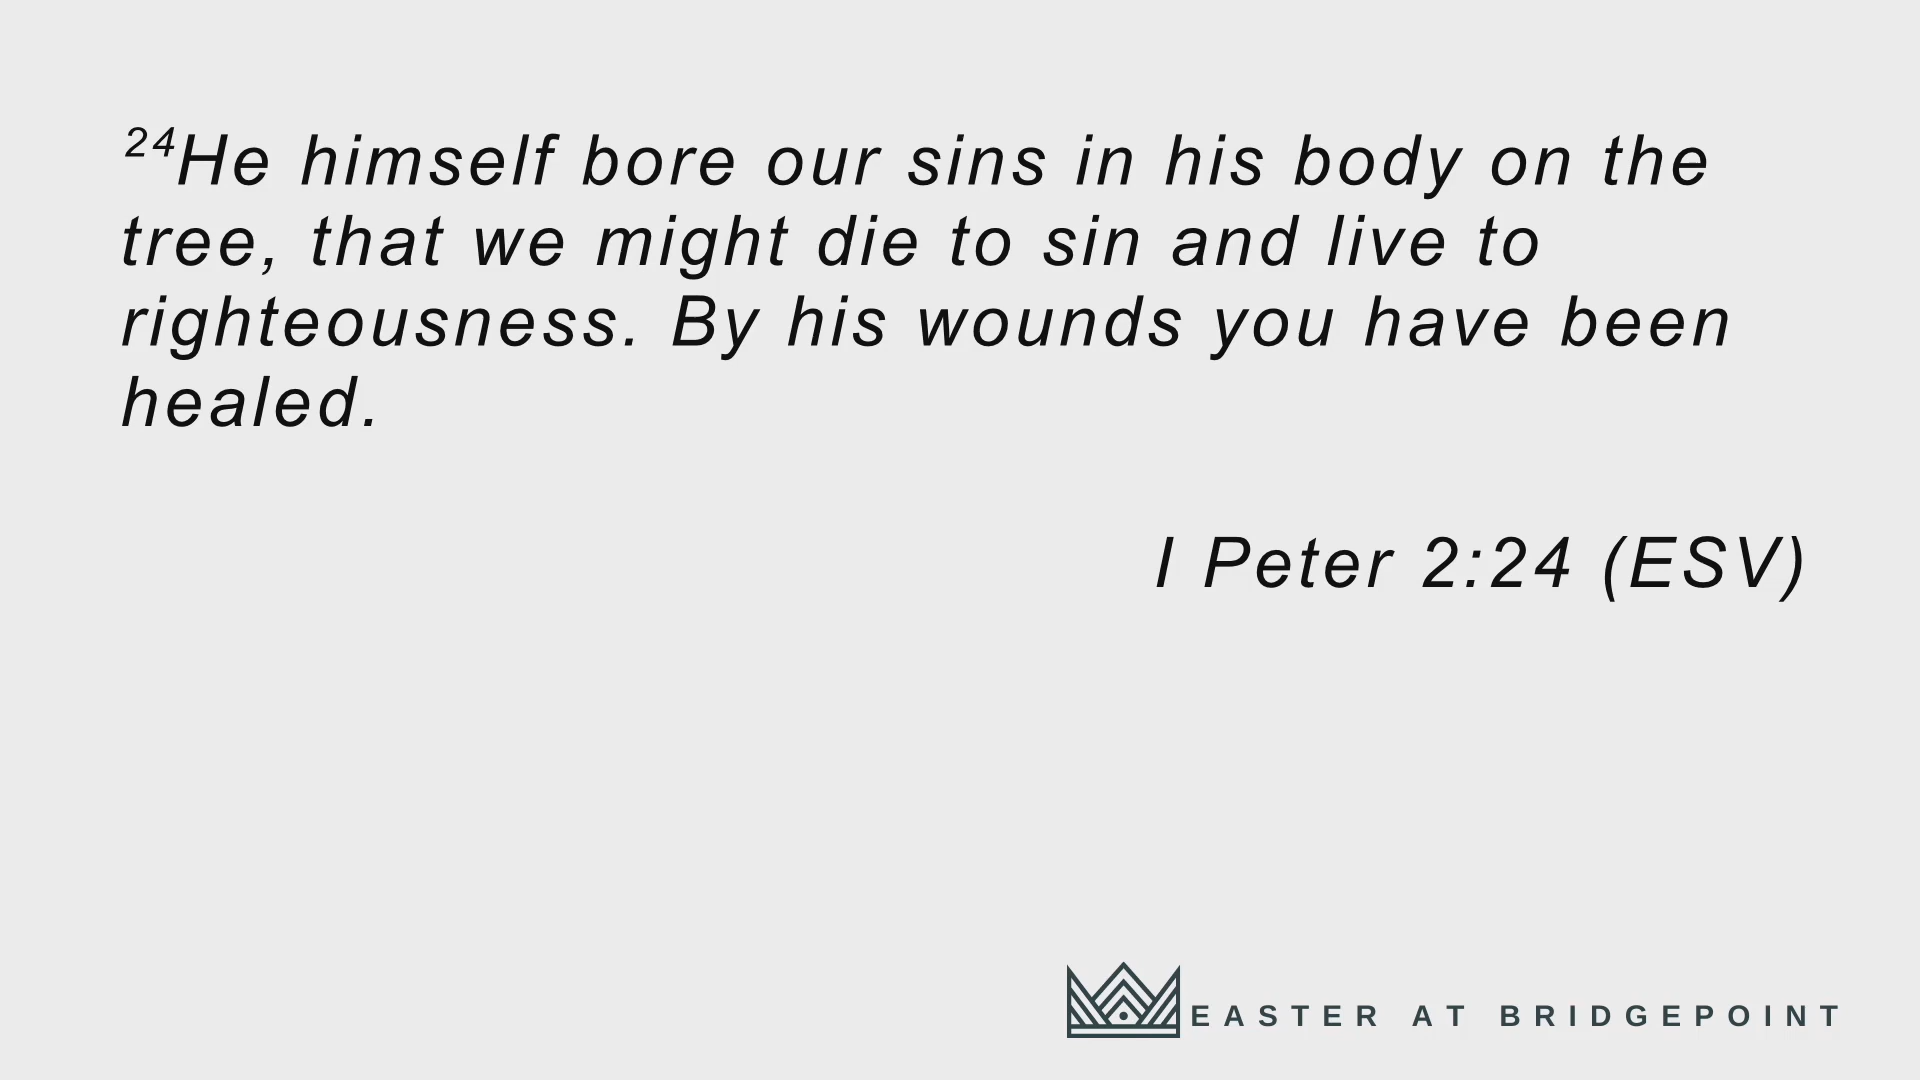 24He himself bore our sins in his body on the
tree, that we might die to sin and live to
righteousness. By his wounds you have been
healed.
I Peter 2:24 (ESV)
EASTER AT BRIDGEPOINT